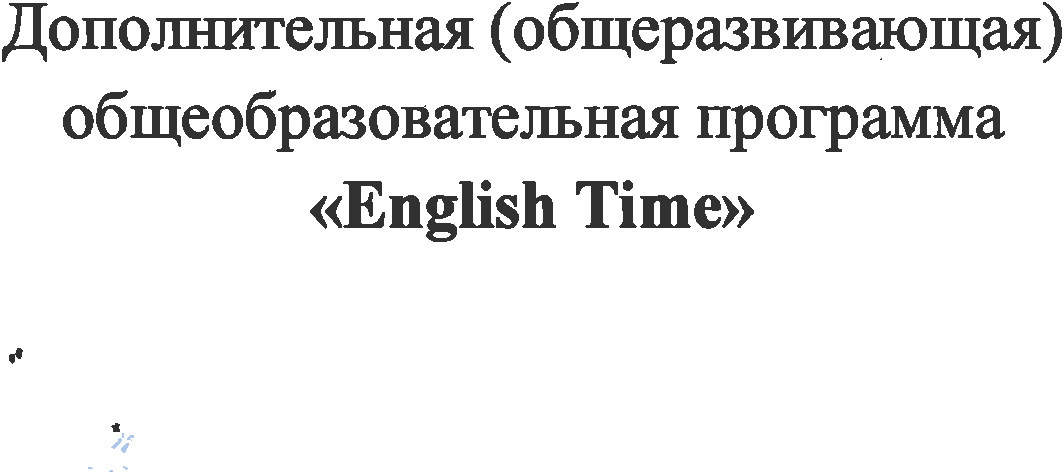 Дополнительная (общеразвивающая)
общеобразовательная программа
«English Time»